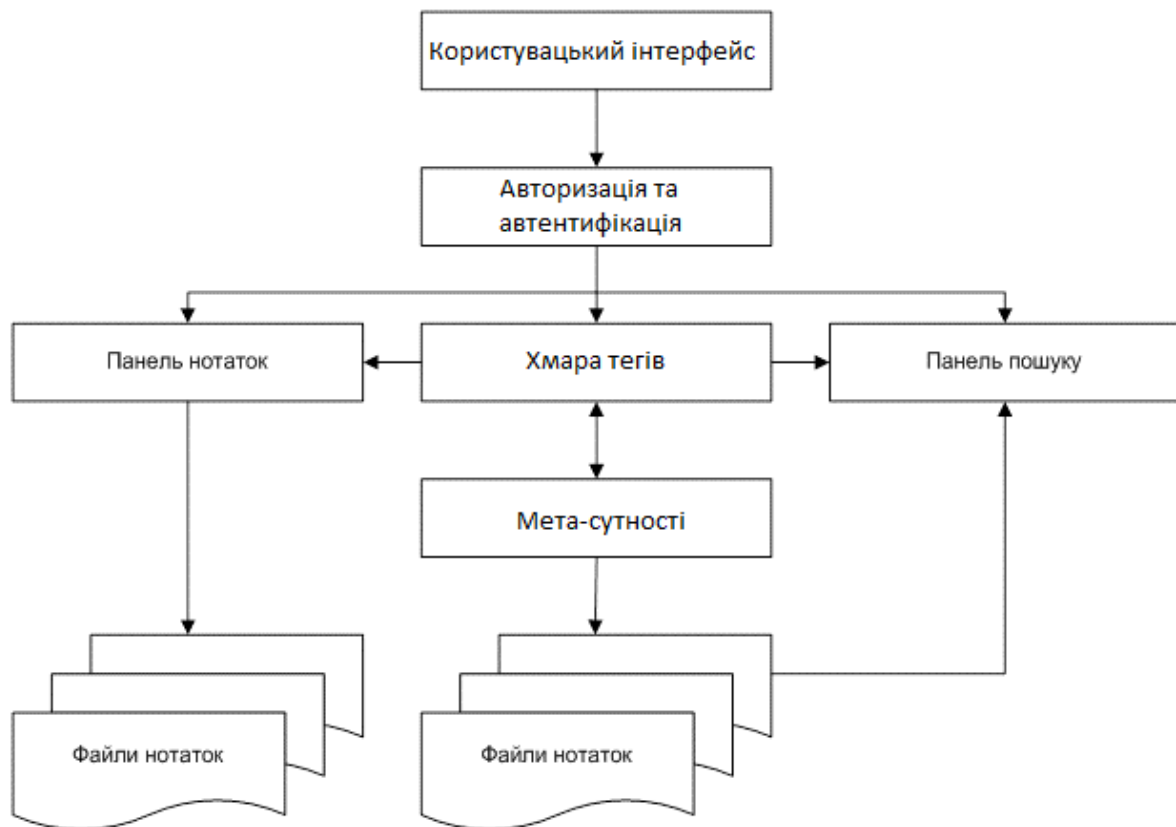 Користувацький інтерфейс
Авторизація та
автентифікація
Панель нотаток
Хмара тегів
Панель пошуку
Мета-сутності
Файли нотаток
Файли нотаток